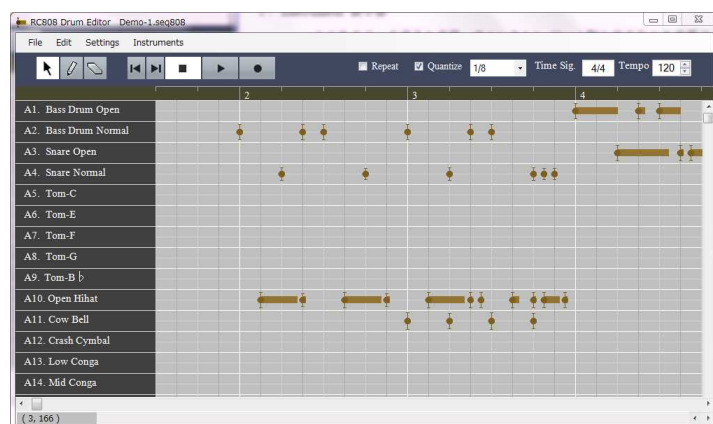 RC808 Drum Editor Demo-1.seq808
File Edit Settings Instruments
Repeat Quantize 1/8 Time Sig. 4/4 Tempo 120
2 3 4
A1. Bass Drum Open
A2. Bass Drum Normal
A3. Snare Open
A4. Snare Normal
A5. Tom-C
A6. Tom-E
A7. Tom-F
A8. Tom-G
A9. Tom-B♭
A10. Open Hihat
A11. Cow Bell
A12. Crash Cymbal
A13. Low Conga
A14. Mid Conga
( 3, 166 )